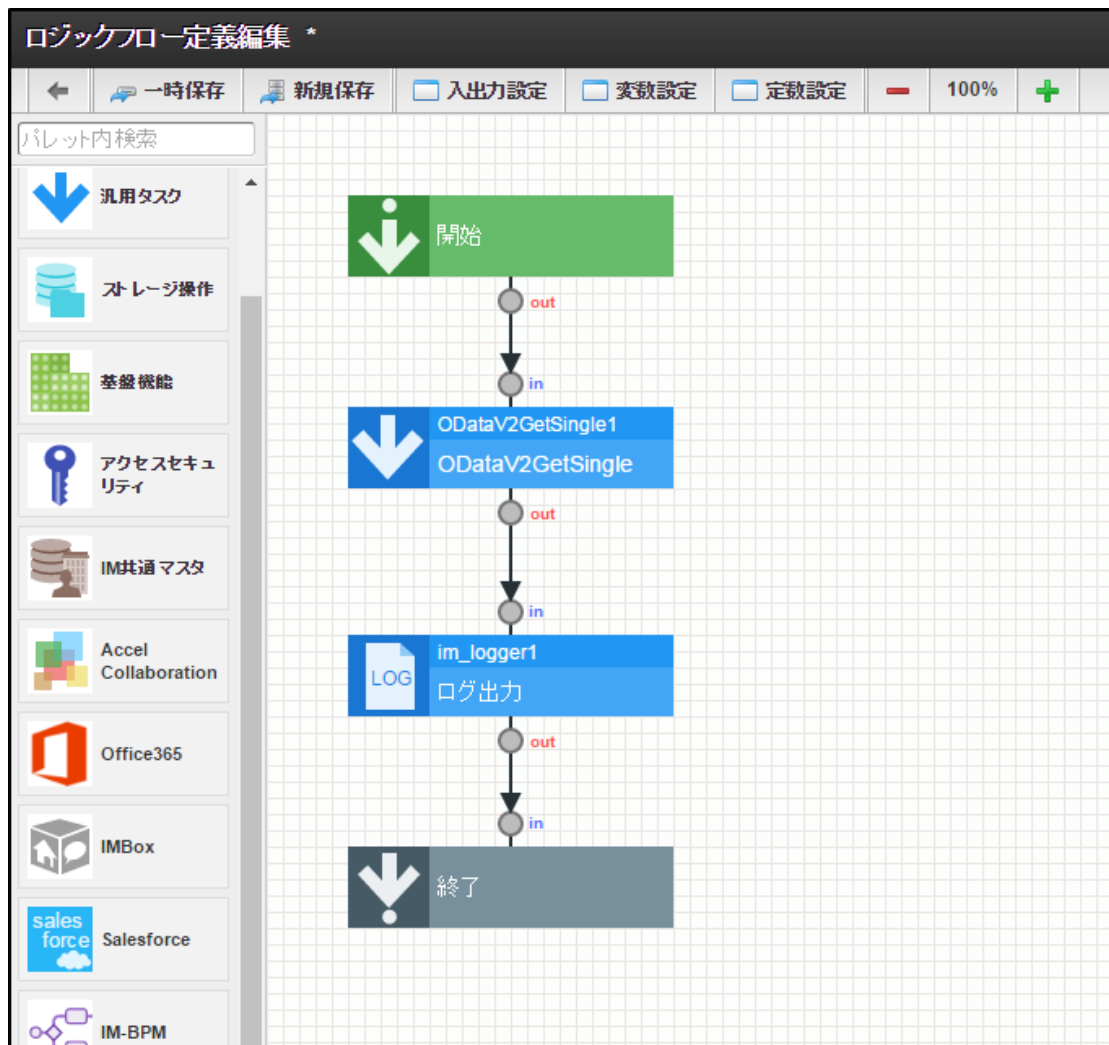 ロジックフロー定義編集 *
一時保存
新規保存
入出力設定
変数設定
定数設定
100%
パレット内検索
汎用タスク
ストレージ操作
基盤機能
アクセスセキュ
リティ
IM共通マスタ
Accel
Collaboration
Office365
IMBox
sales
force
Salesforce
IM-BPM
開始
out
in
ODataV2GetSingle1
ODataV2GetSingle
out
in
LOG
im_logger1
ログ出力
out
in
終了